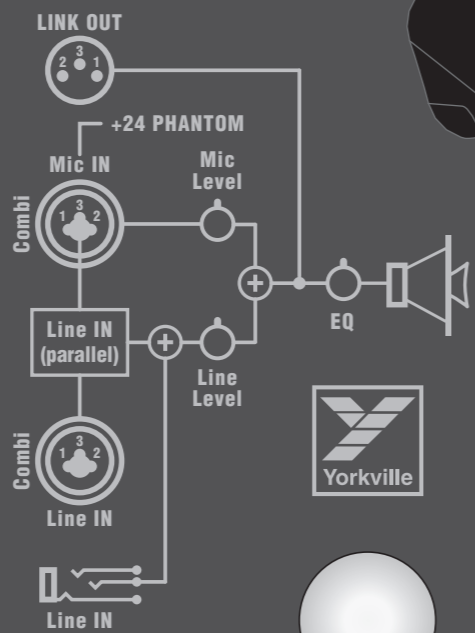 LINK OUT
2 3 1
+24 PHANTOM
Mic IN
Mic
Level
Combi
1 3 2
+
Line IN
(parallel)
+
EQ
Line
Level
Combi
1 3 2
Yorkville
Line IN
Line IN